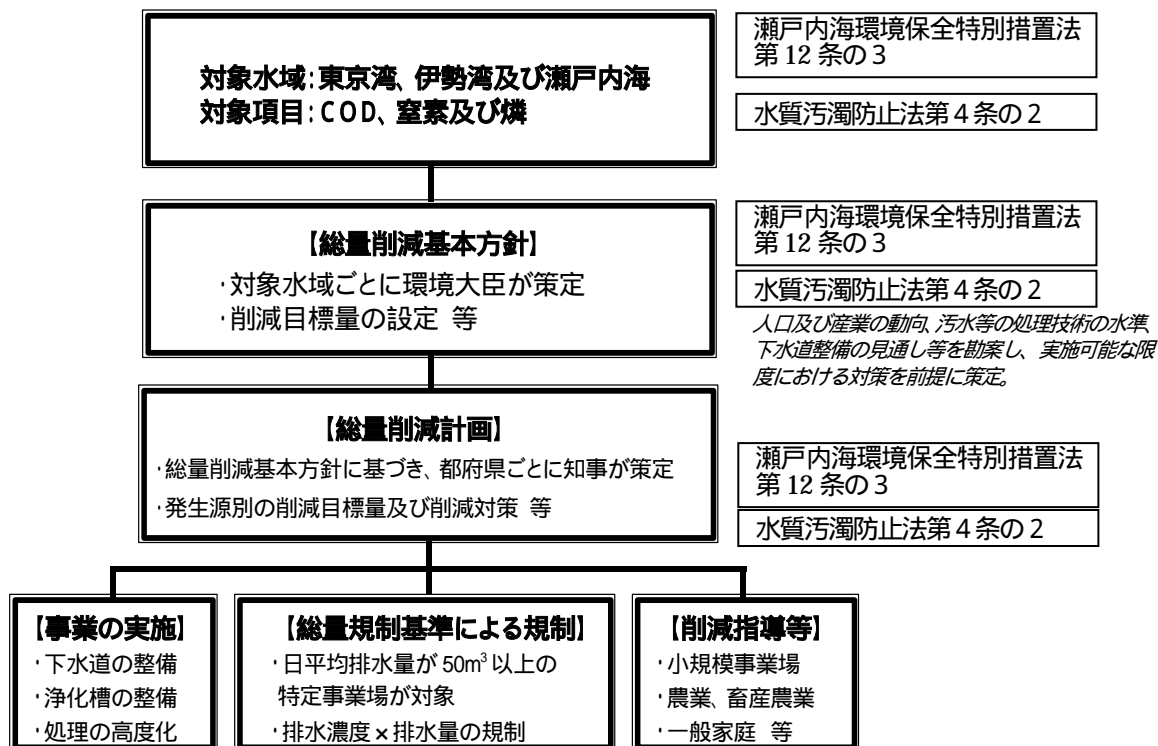 対象水域：東京湾、伊勢湾及び瀬戸内海
対象項目：ＣＯＤ、窒素及び燐
瀬戸内海環境保全特別措置法
第 12 条の３
水質汚濁防止法第４条の２
【総量削減基本方針】
・対象水域ごとに環境大臣が策定
・削減目標量の設定 等
瀬戸内海環境保全特別措置法
第 12 条の３
水質汚濁防止法第４条の２
人口及び産業の動向、汚水等の処理技術の水準、
下水道整備の見通し等を勘案し、実施可能な限
度における対策を前提に策定。
【総量削減計画】
・総量削減基本方針に基づき、都府県ごとに知事が策定
・発生源別の削減目標量及び削減対策 等
瀬戸内海環境保全特別措置法
第 12 条の３
水質汚濁防止法第４条の２
【事業の実施】
・下水道の整備
・浄化槽の整備
・処理の高度化
【総量規制基準による規制】
・日平均排水量が 50m³ 以上の
特定事業場が対象
・排水濃度×排水量の規制
【削減指導等】
・小規模事業場
・農業、畜産農業
・一般家庭 等